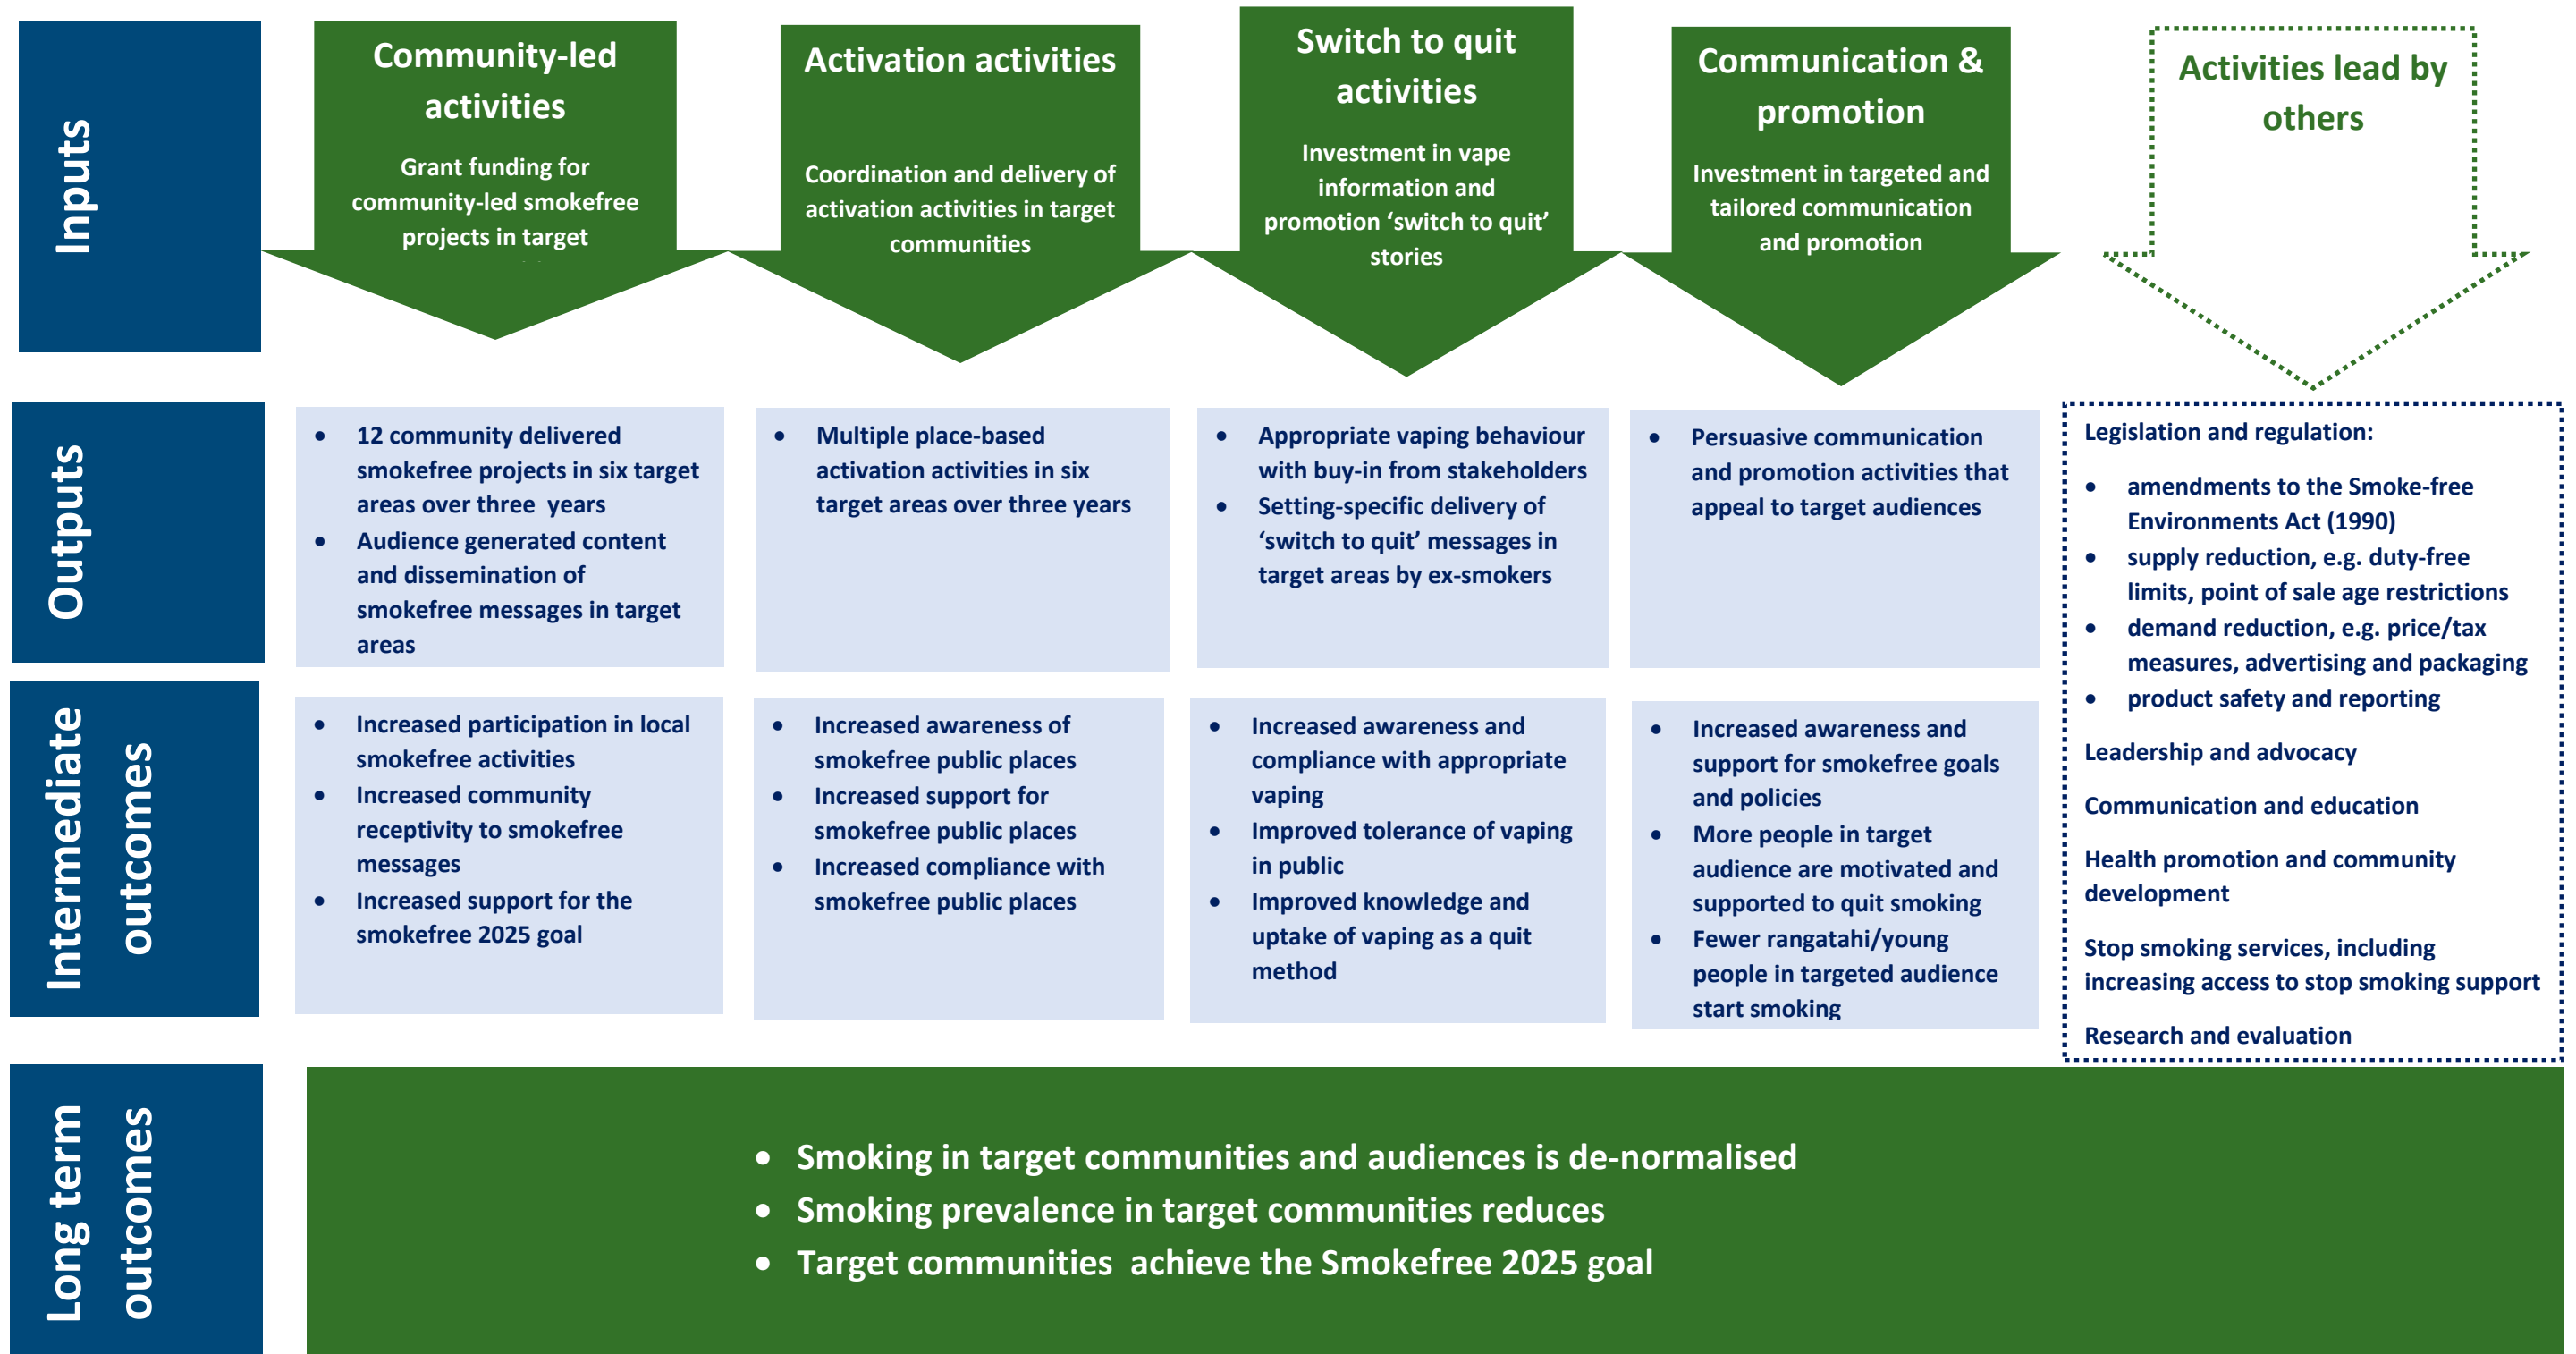 Inputs
Community-led
activities
Grant funding for
community-led smokefree
projects in target
Activation activities
Coordination and delivery of
activation activities in target
communities
Switch to quit
activities
Investment in vape
information and
promotion ‘switch to quit’
stories
Communication &
promotion
Investment in targeted and
tailored communication
and promotion
Activities lead by
others
Outputs
• 12 community delivered
smokefree projects in six target
areas over three years
• Audience generated content
and dissemination of
smokefree messages in target
areas
• Multiple place-based
activation activities in six
target areas over three years
• Appropriate vaping behaviour
with buy-in from stakeholders
• Setting-specific delivery of
‘switch to quit’ messages in
target areas by ex-smokers
• Persuasive communication
and promotion activities that
appeal to target audiences
Legislation and regulation:
• amendments to the Smoke-free
Environments Act (1990)
• supply reduction, e.g. duty-free
limits, point of sale age restrictions
• demand reduction, e.g. price/tax
measures, advertising and packaging
• product safety and reporting
Leadership and advocacy
Communication and education
Health promotion and community
development
Stop smoking services, including
increasing access to stop smoking support
Research and evaluation
Intermediate
outcomes
• Increased participation in local
smokefree activities
• Increased community
receptivity to smokefree
messages
• Increased support for the
smokefree 2025 goal
• Increased awareness of
smokefree public places
• Increased support for
smokefree public places
• Increased compliance with
smokefree public places
• Increased awareness and
compliance with appropriate
vaping
• Improved tolerance of vaping
in public
• Improved knowledge and
uptake of vaping as a quit
method
• Increased awareness and
support for smokefree goals
and policies
• More people in target
audience are motivated and
supported to quit smoking
• Fewer rangatahi/young
people in targeted audience
start smoking
Long term
outcomes
• Smoking in target communities and audiences is de-normalised
• Smoking prevalence in target communities reduces
• Target communities achieve the Smokefree 2025 goal